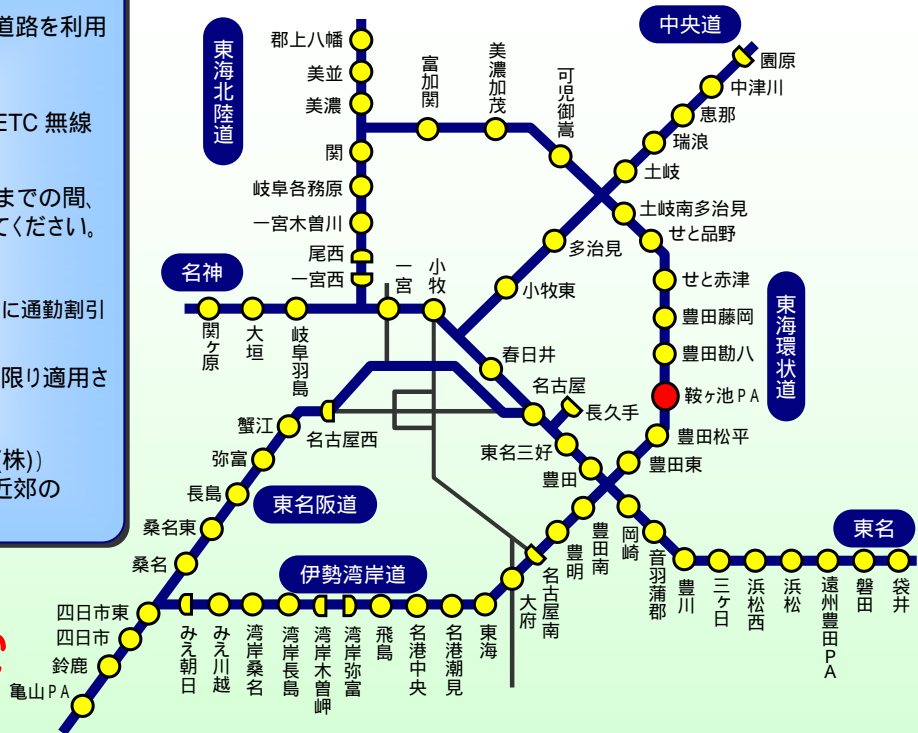 道路を利用
ETC 無線
までの間、
てください。
に通勤割引
限り適用さ
(株))
近郊の
東海北陸道
郡上八幡
美並
美濃
関
岐阜各務原
一宮木曽川
尾西
一宮西
富加関
美濃加茂
可児御嵩
中央道
園原
中津川
恵那
瑞浪
土岐
多治見
小牧東
土岐南多治見
せと品野
せと赤津
豊田藤岡
豊田勘八
鞍ヶ池PA
豊田松平
豊田東
東海環状道
名神
関ヶ原
大垣
岐阜羽島
一宮
小牧
春日井
名古屋
長久手
東名三好
豊田
岡崎
音羽蒲郡
豊川
三ヶ日
浜松西
浜松
遠州豊田PA
磐田
袋井
東名
名古屋西
蟹江
弥富
長島
桑名東
桑名
四日市東
四日市
鈴鹿
亀山PA
東名阪道
伊勢湾岸道
みえ朝日
みえ川越
湾岸桑名
湾岸長島
湾岸木曽岬
湾岸弥富
飛島
名港中央
名港潮見
東海
大府
名古屋南
豊明
豊田南